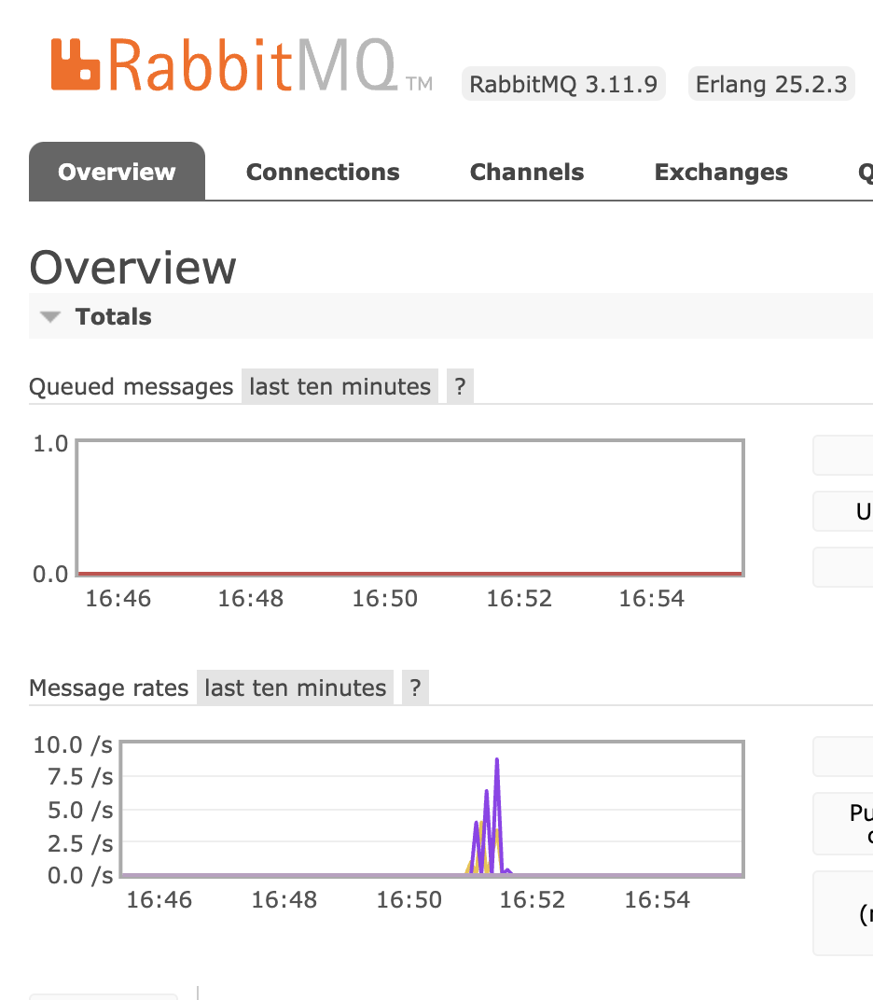 RabbitMQ TM RabbitMQ 3.11.9 Erlang 25.2.3
Overview Connections Channels Exchanges Q
Overview
Totals
Queued messages last ten minutes ?
1.0
U
0.0
16:46 16:48 16:50 16:52 16:54
Message rates last ten minutes ?
10.0 /s
7.5 /s
5.0 /s
Pu
2.5 /s
0.0 /s
16:46 16:48 16:50 16:52 16:54